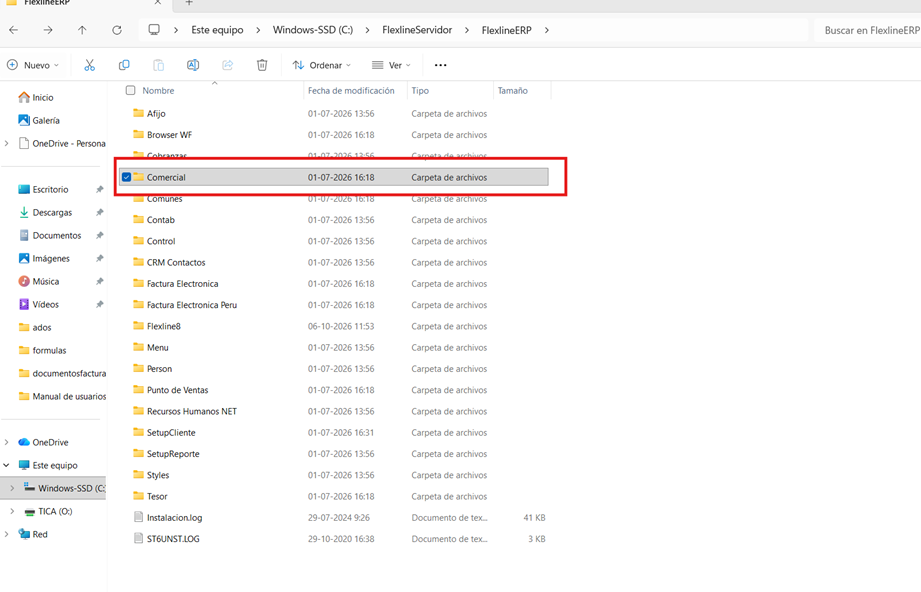 FlexlineERP
Este equipo > Windows-SSD (C:) > FlexlineServidor > FlexlineERP >
Buscar en FlexlineERP
Nuevo
Ordenar
Ver
Nombre Fecha de modificación Tipo Tamaño
Inicio
Galería
OneDrive - Persona
Escritorio
Descargas
Documentos
Imágenes
Música
Vídeos
ados
formulas
documentosfactura
Manual de usuarios
OneDrive
Este equipo
Windows-SSD (C:
TICA (O:)
Red
Afijo 01-07-2026 13:56 Carpeta de archivos
Browser WF 01-07-2026 16:18 Carpeta de archivos
Cobranzas 01-07-2026 13:56 Carpeta de archivos
Comercial 01-07-2026 16:18 Carpeta de archivos
Comunes 01-07-2026 16:18 Carpeta de archivos
Contab 01-07-2026 13:56 Carpeta de archivos
Control 01-07-2026 13:56 Carpeta de archivos
CRM Contactos 01-07-2026 13:56 Carpeta de archivos
Factura Electronica 01-07-2026 16:18 Carpeta de archivos
Factura Electronica Peru 01-07-2026 16:18 Carpeta de archivos
Flexline8 06-10-2026 11:53 Carpeta de archivos
Menu 01-07-2026 13:56 Carpeta de archivos
Person 01-07-2026 13:56 Carpeta de archivos
Punto de Ventas 01-07-2026 16:18 Carpeta de archivos
Recursos Humanos NET 01-07-2026 13:56 Carpeta de archivos
SetupCliente 01-07-2026 16:31 Carpeta de archivos
SetupReporte 01-07-2026 13:56 Carpeta de archivos
Styles 01-07-2026 13:56 Carpeta de archivos
Tesor 01-07-2026 16:18 Carpeta de archivos
Instalacion.log 29-07-2024 9:26 Documento de tex... 41 KB
ST6UNST.LOG 29-10-2020 16:38 Documento de tex... 3 KB